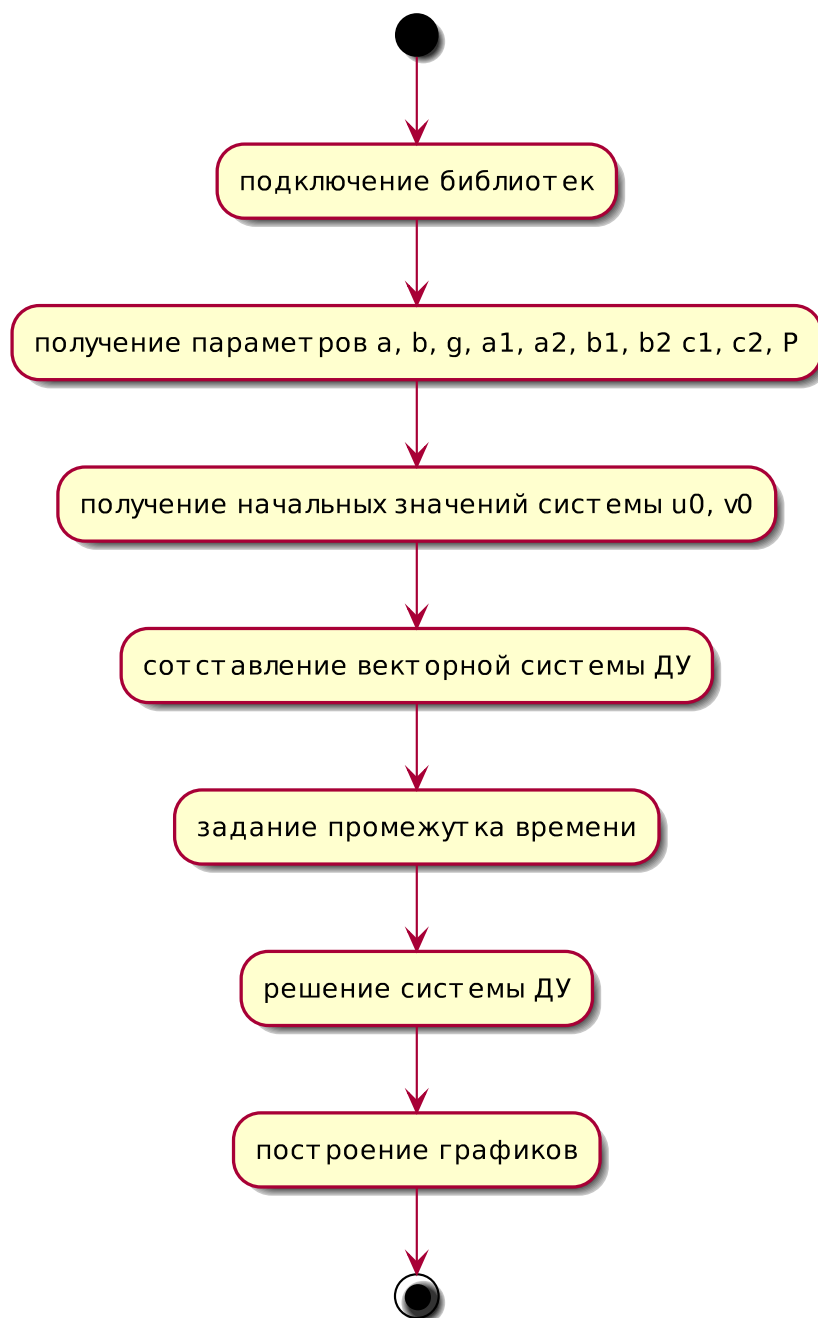 подключение библиотек
получение параметров a, b, g, a1, a2, b1, b2 c1, c2, P
получение начальных значений системы u0, v0
сотставление векторной системы ДУ
задание промежутка времени
решение системы ДУ
построение графиков